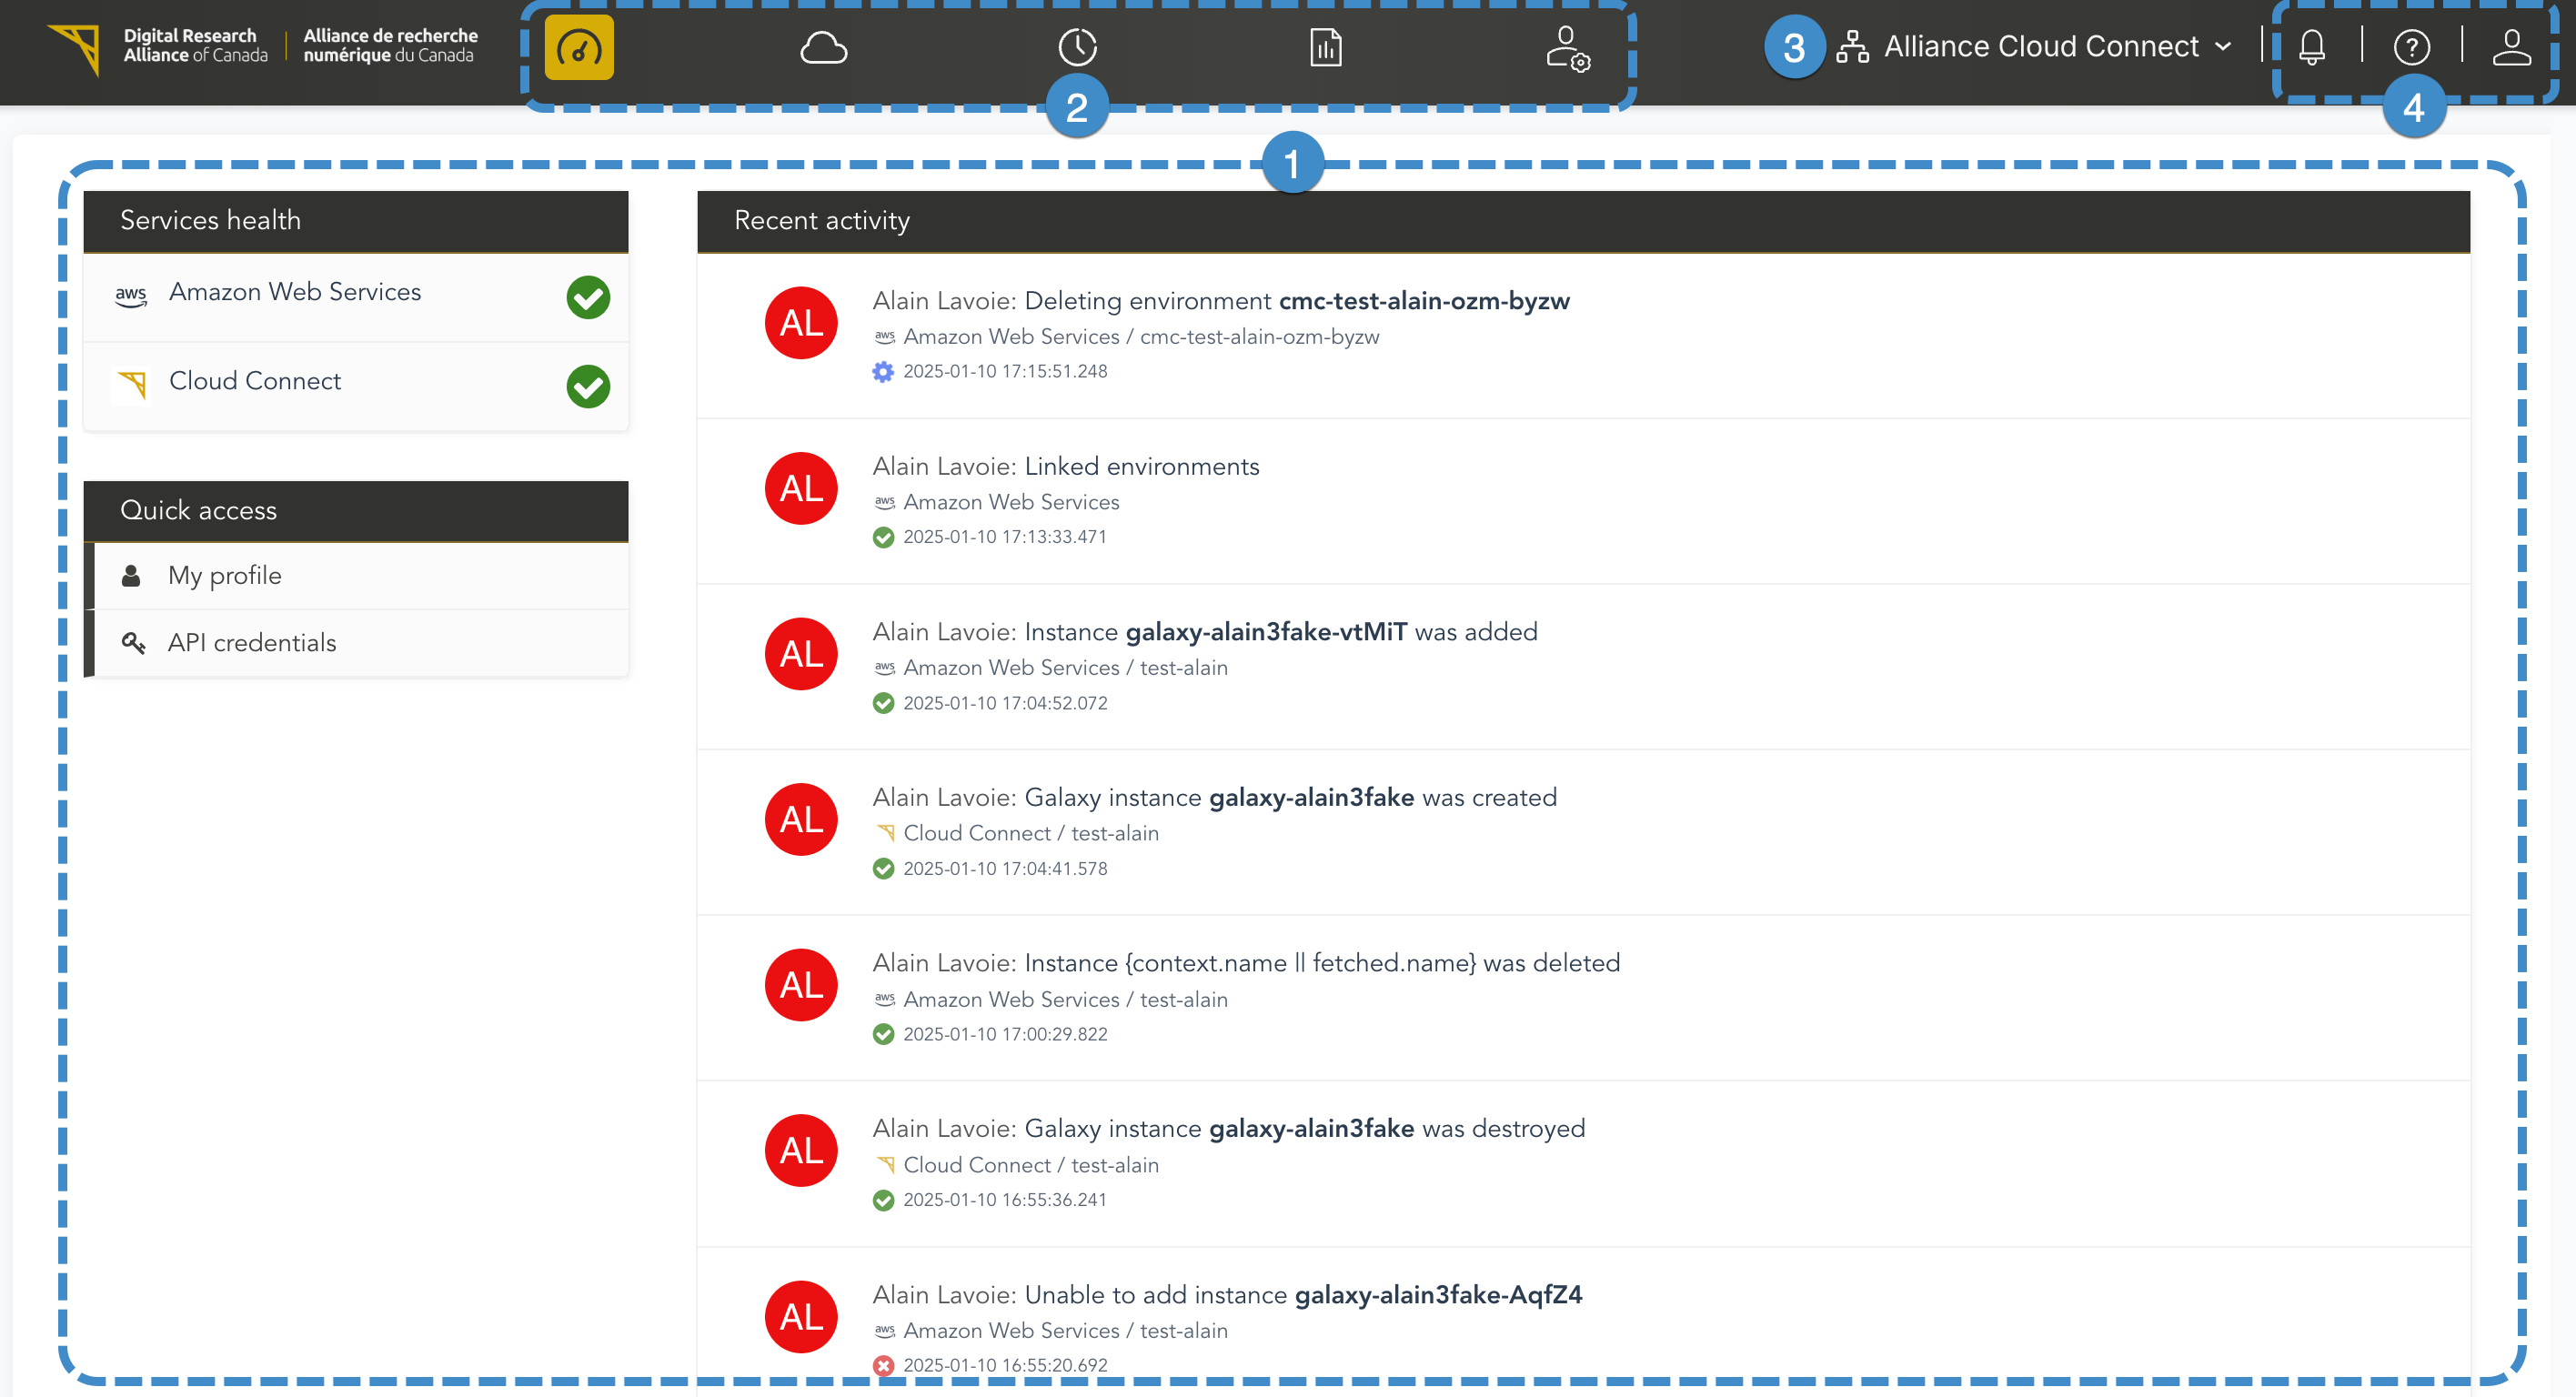 Digital Research
Alliance of Canada
Alliance de recherche
numérique du Canada
2
3
Alliance Cloud Connect
?
4
1
Services health
aws
Amazon Web Services
Cloud Connect
Quick access
My profile
API credentials
Recent activity
AL
Alain Lavoie: Deleting environment cmc-test-alain-ozm-byzw
aws Amazon Web Services / cmc-test-alain-ozm-byzw
2025-01-10 17:15:51.248
AL
Alain Lavoie: Linked environments
aws Amazon Web Services
2025-01-10 17:13:33.471
AL
Alain Lavoie: Instance galaxy-alain3fake-vtMiT was added
aws Amazon Web Services / test-alain
2025-01-10 17:04:52.072
AL
Alain Lavoie: Galaxy instance galaxy-alain3fake was created
Cloud Connect / test-alain
2025-01-10 17:04:41.578
AL
Alain Lavoie: Instance {context.name || fetched.name} was deleted
aws Amazon Web Services / test-alain
2025-01-10 17:00:29.822
AL
Alain Lavoie: Galaxy instance galaxy-alain3fake was destroyed
Cloud Connect / test-alain
2025-01-10 16:55:36.241
AL
Alain Lavoie: Unable to add instance galaxy-alain3fake-AqfZ4
aws Amazon Web Services / test-alain
2025-01-10 16:55:20.692